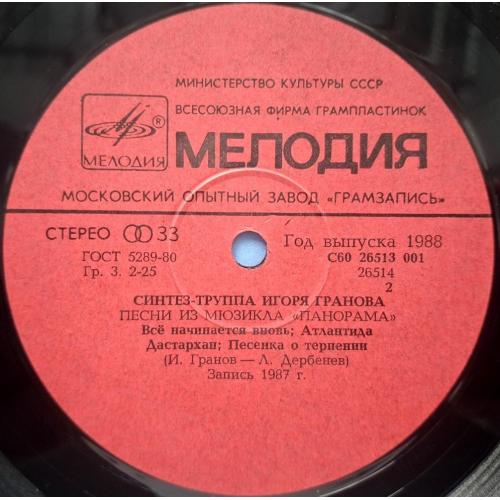 МИНИСТЕРСТВО КУЛЬТУРЫ СССР
ВСЕСОЮЗНАЯ ФИРМА ГРАМПЛАСТИНОК
® МЕЛОДИЯ
МЕЛОДИЯ
МОСКОВСКИЙ ОПЫТНЫЙ ЗАВОД «ГРАМЗАПИСЬ»
СТЕРЕО 33 Год выпуска 1988
ГОСТ 5289-80 С60 26513 001
Гр. 3. 2-25 26514
2
СИНТЕЗ-ТРУППА ИГОРЯ ГРАНОВА
ПЕСНИ ИЗ МЮЗИКЛА «ПАНОРАМА»
Всё начинается вновь; Атлантида
Дастархан; Песенка о терпении
(И. Гранов — Л. Дербенев)
Запись 1987 г.